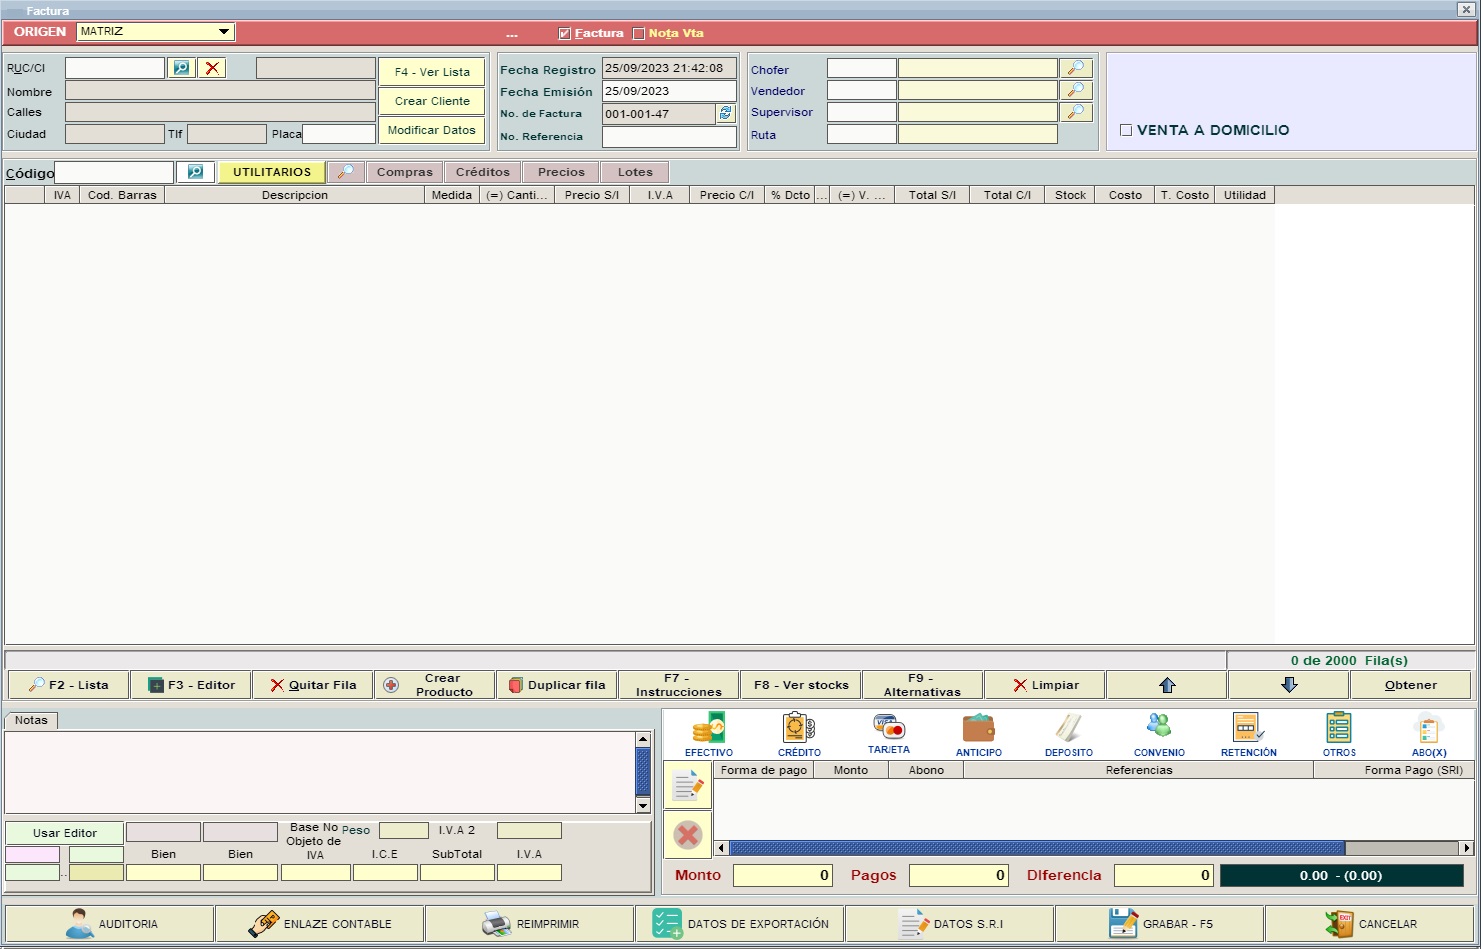 Factura
ORIGEN MATRIZ ... Factura Nota Vta
RUC/CI F4 - Ver Lista
Nombre Crear Cliente
Calles
Ciudad Tlf Placa Modificar Datos
Fecha Registro 25/09/2023 21:42:08
Fecha Emisión 25/09/2023
No. de Factura 001-001-47
No. Referencia
Chofer
Vendedor
Supervisor
Ruta
VENTA A DOMICILIO
Código UTILITARIOS Compras Créditos Precios Lotes
IVA Cod. Barras Descripcion Medida (=) Canti... Precio S/I I.V.A Precio C/I % Dcto ... (=) V. ... Total S/I Total C/I Stock Costo T. Costo Utilidad
0 de 2000 Fila(s)
F2 - Lista F3 - Editor Quitar Fila Crear Producto Duplicar fila F7 - Instrucciones F8 - Ver stocks F9 - Alternativas Limpiar Obtener
Notas
EFECTIVO CRÉDITO TARJETA ANTICIPO DEPOSITO CONVENIO RETENCIÓN OTROS ABO(X)
Forma de pago Monto Abono Referencias Forma Pago (SRI)
Usar Editor Base No Objeto de IVA Peso I.V.A 2
Bien Bien I.C.E SubTotal I.V.A
..
Monto 0 Pagos 0 Diferencia 0 0.00 - (0.00)
AUDITORIA ENLAZE CONTABLE REIMPRIMIR DATOS DE EXPORTACIÓN DATOS S.R.I GRABAR - F5 EXIT CANCELAR